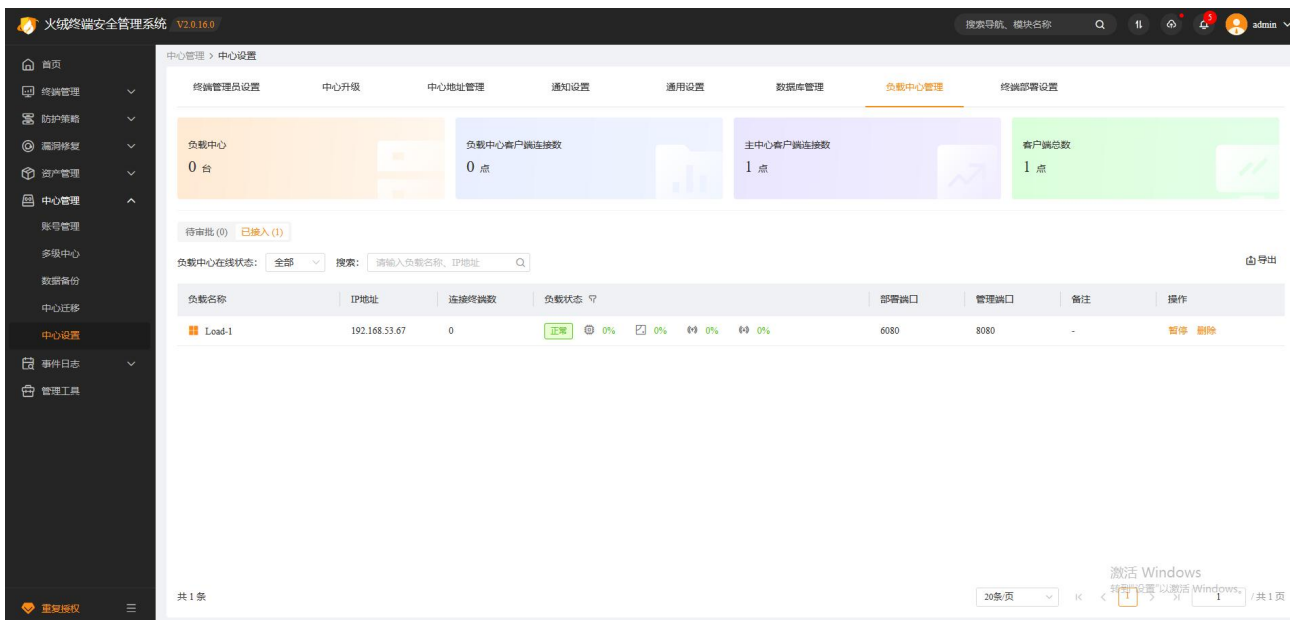 火绒终端安全管理系统 V2.0.16.0 搜索导航、模块名称 5 admin
中心管理 > 中心设置
首页
终端管理
防护策略
漏洞修复
资产管理
中心管理
账号管理
多级中心
数据备份
中心迁移
中心设置
事件日志
管理工具
重复授权
终端管理员设置 中心升级 中心地址管理 通知设置 通用设置 数据库管理 负载中心管理 终端部署设置
负载中心 负载中心客户端连接数 主中心客户端连接数 客户端总数
0 台 0 点 1 点 1 点
待审批 (0) 已接入 (1)
负载中心在线状态: 全部 搜索: 请输入负载名称、IP地址 导出
负载名称 IP地址 连接终端数 负载状态 部署端口 管理端口 备注 操作
Load-1 192.168.53.67 0 正常 0% 0% 0% 0% 6080 8080 - 暂停 删除
激活 Windows
转到"设置"以激活 Windows。
共 1 条 20条/页 1 1 / 共 1 页